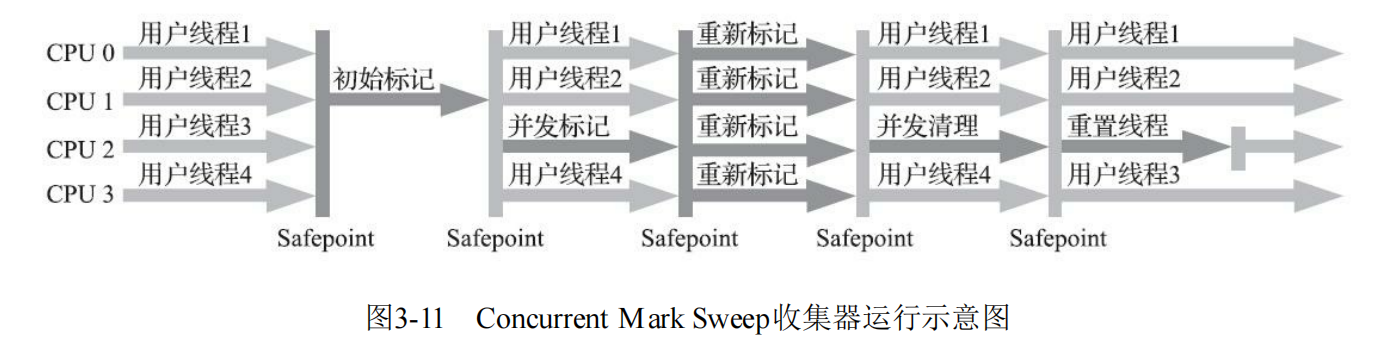 用户线程1 用户线程1 重新标记 用户线程1 用户线程1
CPU 0
用户线程2 初始标记 用户线程2 重新标记 用户线程2 用户线程2
CPU 1
用户线程3 并发标记 重新标记 并发清理 重置线程
CPU 2
用户线程4 用户线程4 重新标记 用户线程4 用户线程3
CPU 3
Safepoint Safepoint Safepoint Safepoint Safepoint
图3-11 Concurrent Mark Sweep收集器运行示意图